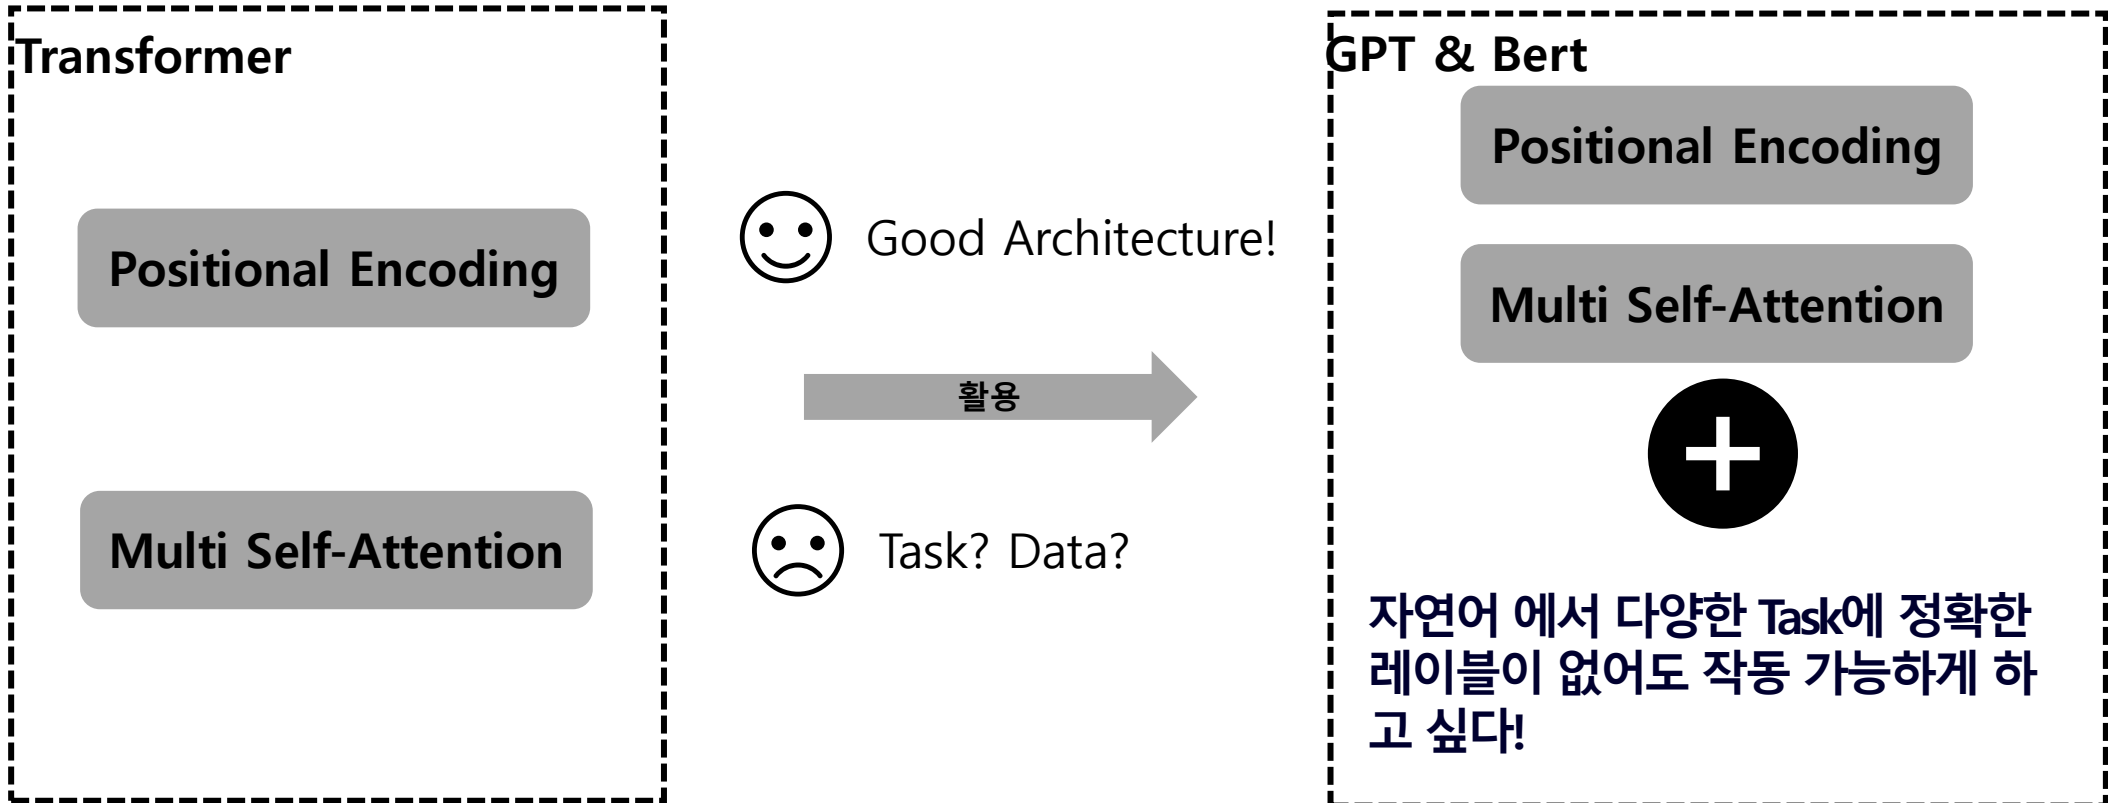 Transformer
Positional Encoding
Multi Self-Attention
Good Architecture!
활용
Task? Data?
GPT & Bert
Positional Encoding
Multi Self-Attention
자연어 에서 다양한 Task에 정확한
레이블이 없어도 작동 가능하게 하
고 싶다!